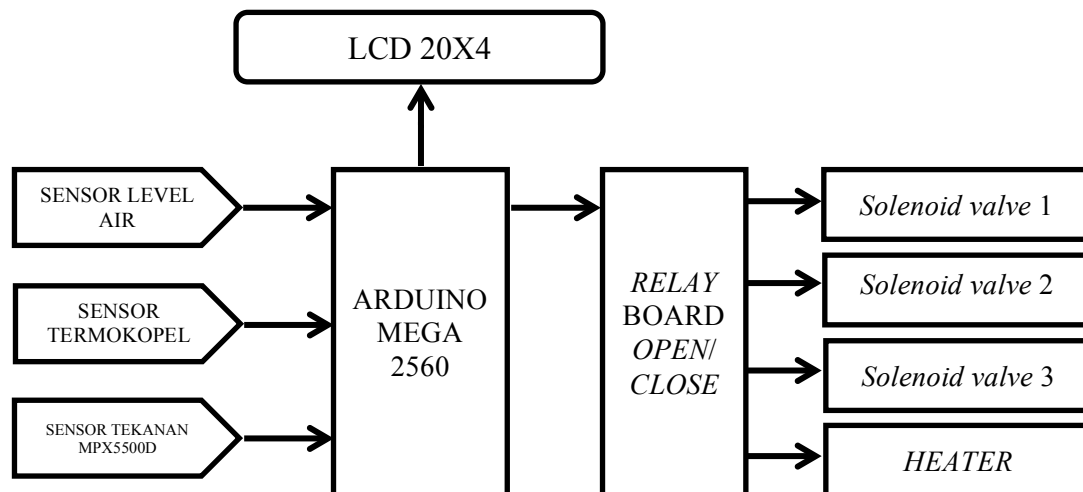 LCD 20X4
SENSOR LEVEL
AIR
SENSOR
TERMOKOPEL
SENSOR TEKANAN
MPX5500D
ARDUINO
MEGA
2560
RELAY
BOARD
OPEN/
CLOSE
Solenoid valve 1
Solenoid valve 2
Solenoid valve 3
HEATER